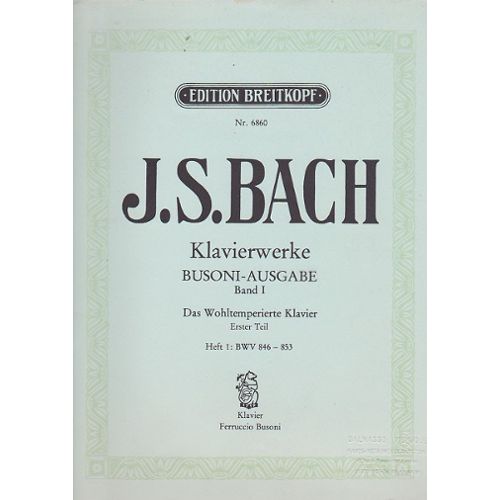 ·EDITION BREITKOPF·
Nr. 6860
J.S.BACH
Klavierwerke
BUSONI-AUSGABE
Band I
Das Wohltemperierte Klavier
Erster Teil
Heft 1: BWV 846 – 853
Klavier
Ferruccio Busoni